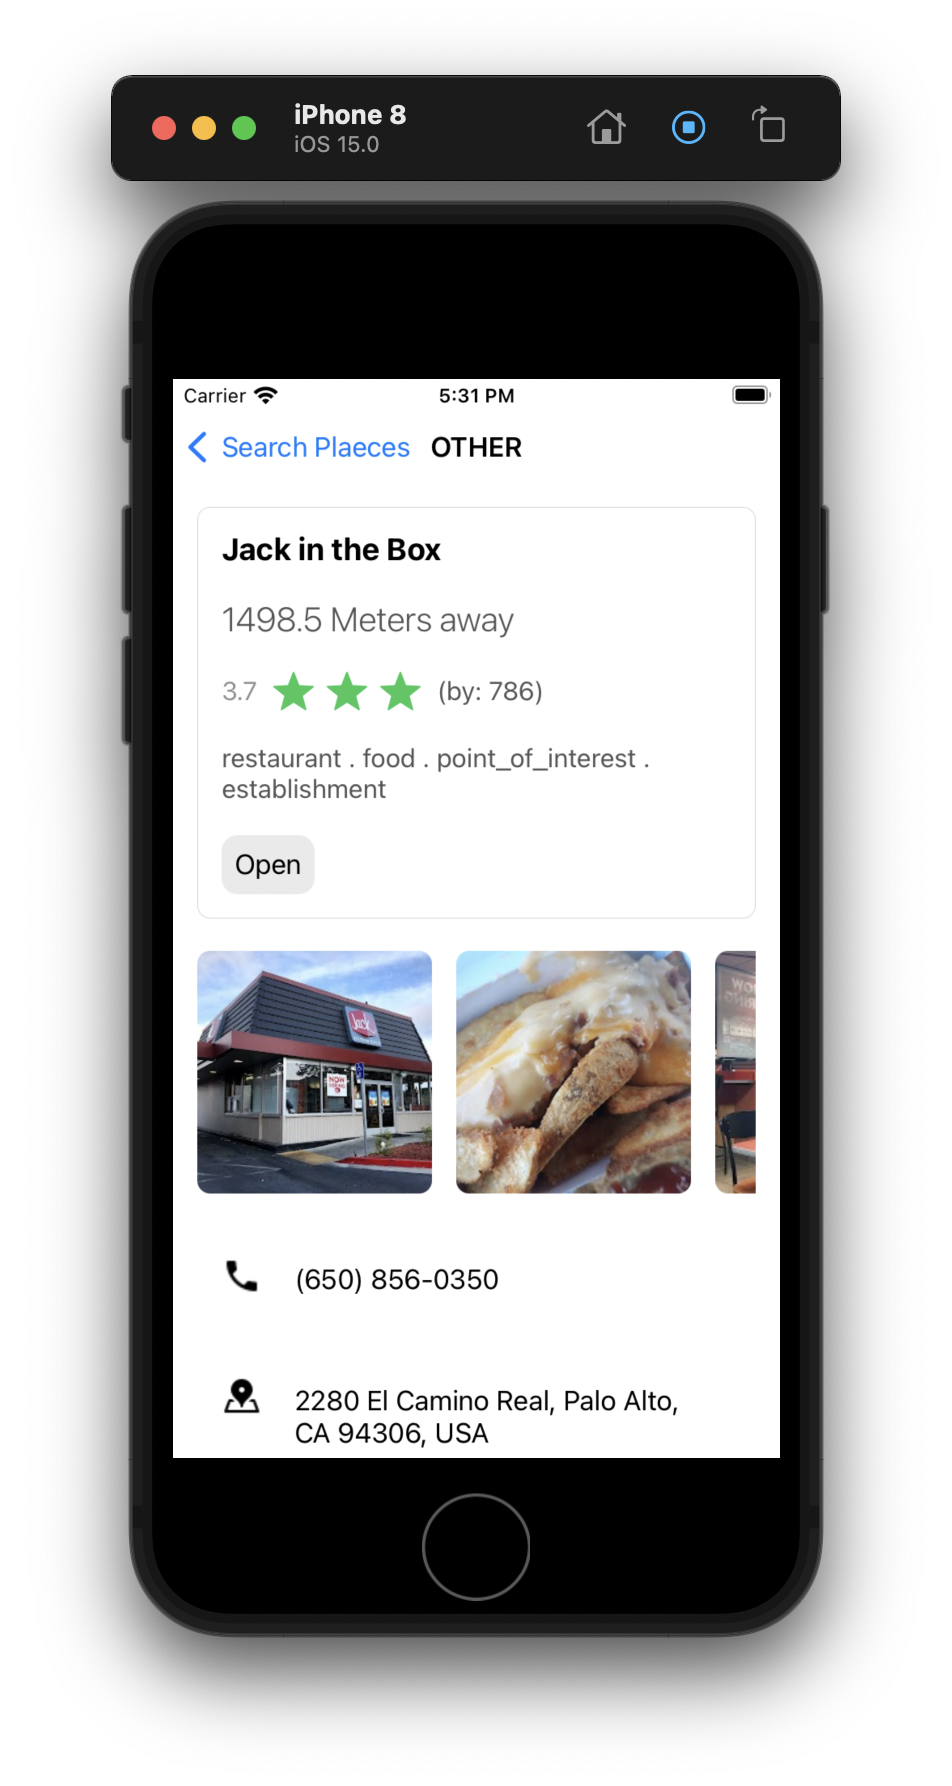 iPhone 8
iOS 15.0
Carrier 5:31 PM
Search Plaeces OTHER
Jack in the Box
1498.5 Meters away
3.7 (by: 786)
restaurant . food . point_of_interest .
establishment
Open
Jack
NOW
(650) 856-0350
2280 El Camino Real, Palo Alto,
CA 94306, USA